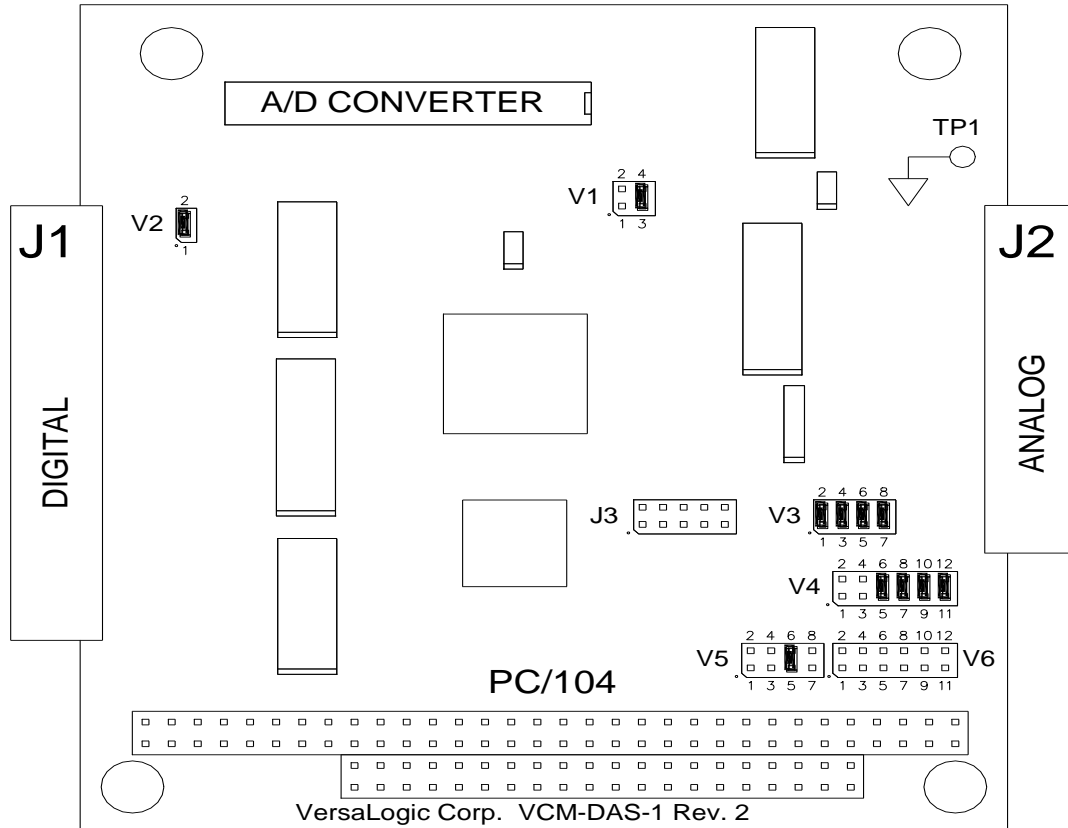 A/D CONVERTER
TP1
2 4
V1
1 3
2
V2
1
J1
DIGITAL
J2
ANALOG
J3
2 4 6 8
V3
1 3 5 7
2 4 6 8 10 12
V4
1 3 5 7 9 11
2 4 6 8
V5
1 3 5 7
2 4 6 8 10 12
V6
1 3 5 7 9 11
PC/104
VersaLogic Corp. VCM-DAS-1 Rev. 2